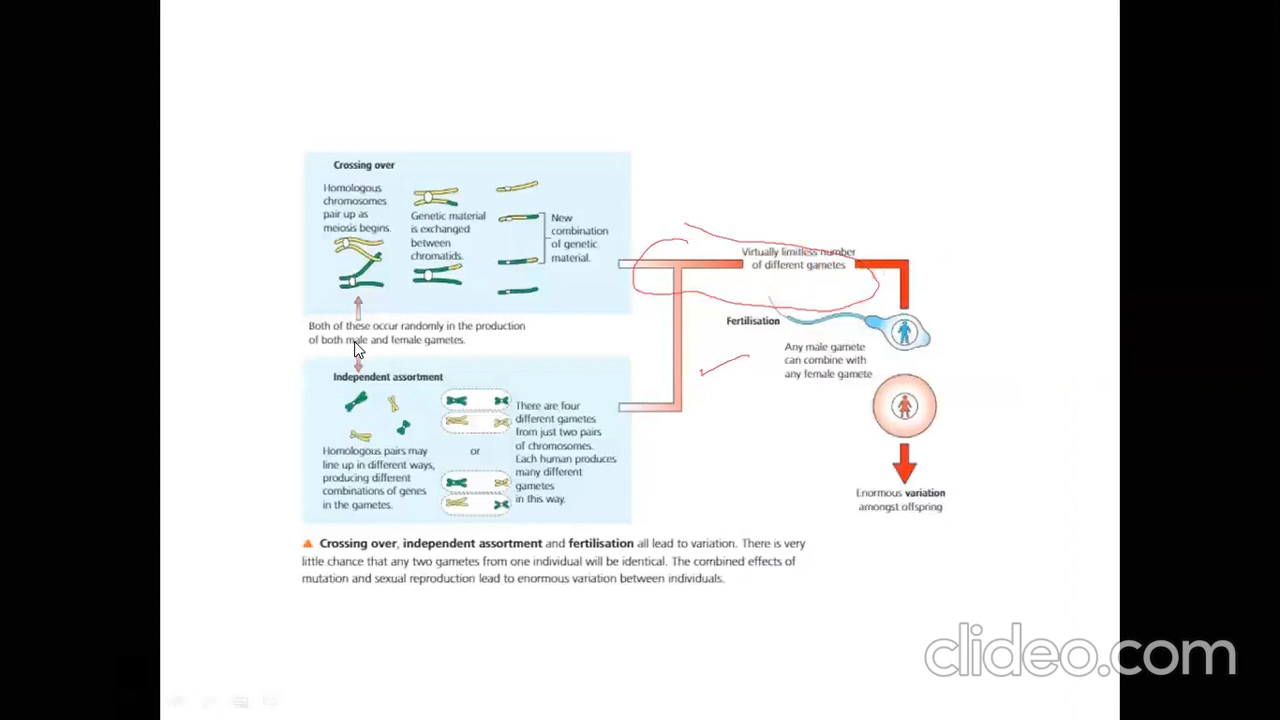 Crossing over
Homologous
chromosomes
pair up as
meiosis begins.
Genetic material
is exchanged
between
chromatids.
New
combination
of genetic
material.
Both of these occur randomly in the production
of both male and female gametes.
Independent assortment
Homologous pairs may
line up in different ways,
producing different
combinations of genes
in the gametes.
or
There are four
different gametes
from just two pairs
of chromosomes.
Each human produces
many different
gametes
in this way.
Virtually limitless number
of different gametes
Fertilisation
Any male gamete
can combine with
any female gamete
Enormous variation
amongst offspring
Crossing over, independent assortment and fertilisation all lead to variation. There is very
little chance that any two gametes from one individual will be identical. The combined effects of
mutation and sexual reproduction lead to enormous variation between individuals.
clideo.com